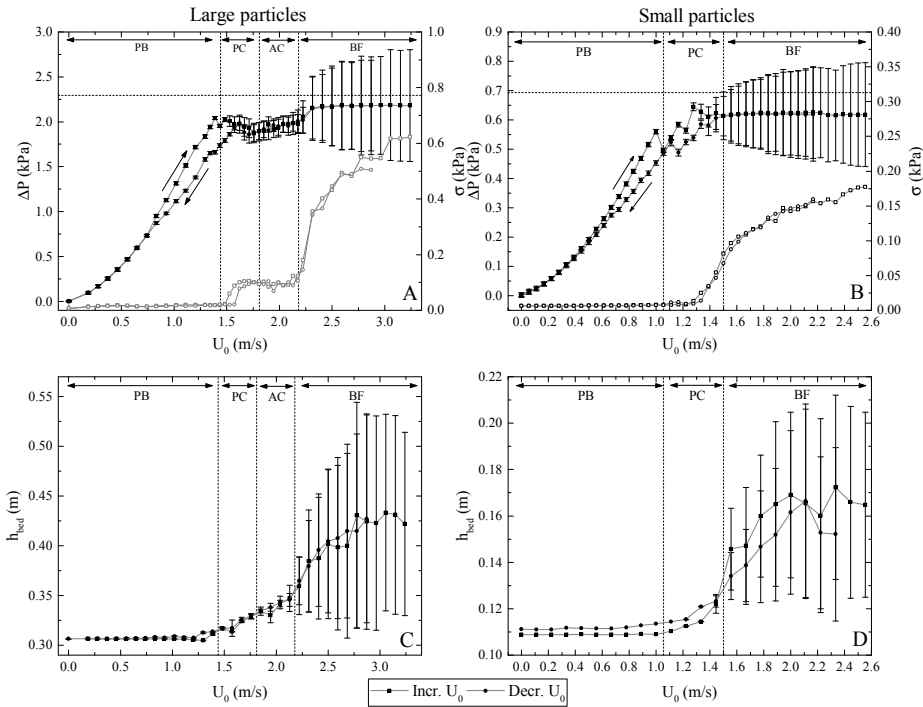 Large particles
Small particles
3.0
2.5
2.0
1.5
1.0
0.5
0.0
ΔP (kPa)
PB
PC
AC
BF
A
1.0
0.8
0.6
0.4
0.2
0.0
σ (kPa)
0.0 0.5 1.0 1.5 2.0 2.5 3.0
U0 (m/s)
0.9
0.8
0.7
0.6
0.5
0.4
0.3
0.2
0.1
0.0
σ (kPa)
ΔP (kPa)
PB
PC
BF
B
0.40
0.35
0.30
0.25
0.20
0.15
0.10
0.05
0.00
σ (kPa)
0.0 0.2 0.4 0.6 0.8 1.0 1.2 1.4 1.6 1.8 2.0 2.2 2.4 2.6
U0 (m/s)
0.55
0.50
0.45
0.40
0.35
0.30
hbed (m)
PB
PC
AC
BF
C
0.0 0.5 1.0 1.5 2.0 2.5 3.0
U0 (m/s)
0.22
0.20
0.18
0.16
0.14
0.12
0.10
hbed (m)
PB
PC
BF
D
0.0 0.2 0.4 0.6 0.8 1.0 1.2 1.4 1.6 1.8 2.0 2.2 2.4 2.6
U0 (m/s)
Incr. U0 Decr. U0